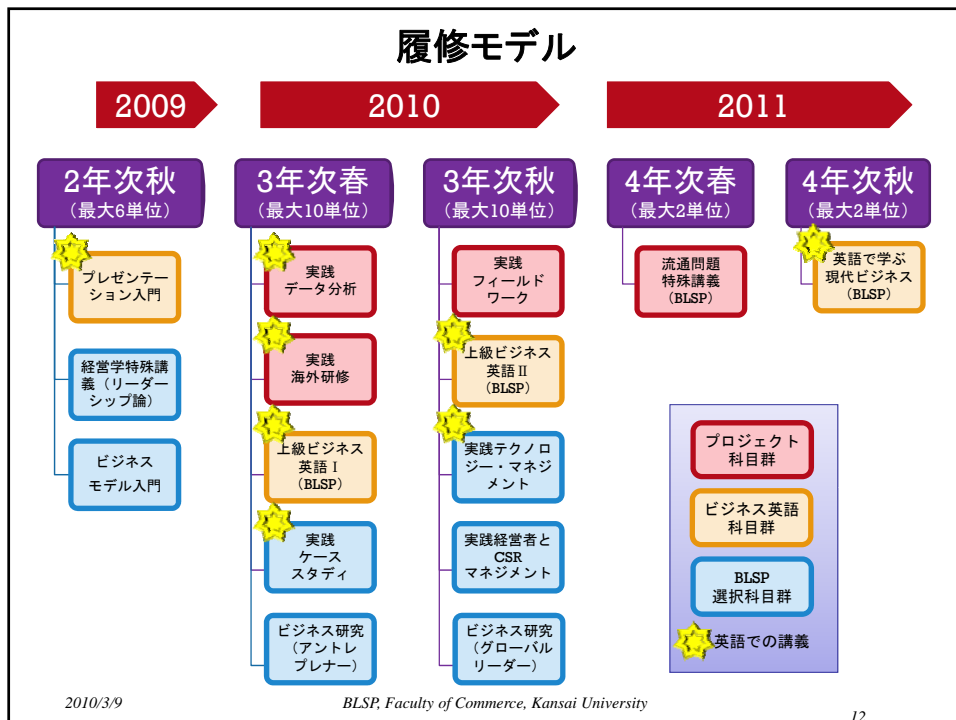 履修モデル
2009
2010
2011
2年次秋
（最大6単位）
プレゼンテー
ション入門
経営学特殊講
義（リーダー
シップ論）
ビジネス
モデル入門
3年次春
（最大10単位）
実践
データ分析
実践
海外研修
上級ビジネス
英語Ⅰ
（BLSP）
実践
ケース
スタディ
ビジネス研究
（アントレ
プレナー）
3年次秋
（最大10単位）
実践
フィールド
ワーク
上級ビジネス
英語Ⅱ
（BLSP）
実践テクノロ
ジー・マネジ
メント
実践経営者と
CSR
マネジメント
ビジネス研究
（グローバル
リーダー）
4年次春
（最大2単位）
流通問題
特殊講義
（BLSP）
4年次秋
（最大2単位）
英語で学ぶ
現代ビジネス
（BLSP）
プロジェクト
科目群
ビジネス英語
科目群
BLSP
選択科目群
英語での講義
2010/3/9
BLSP, Faculty of Commerce, Kansai University
12